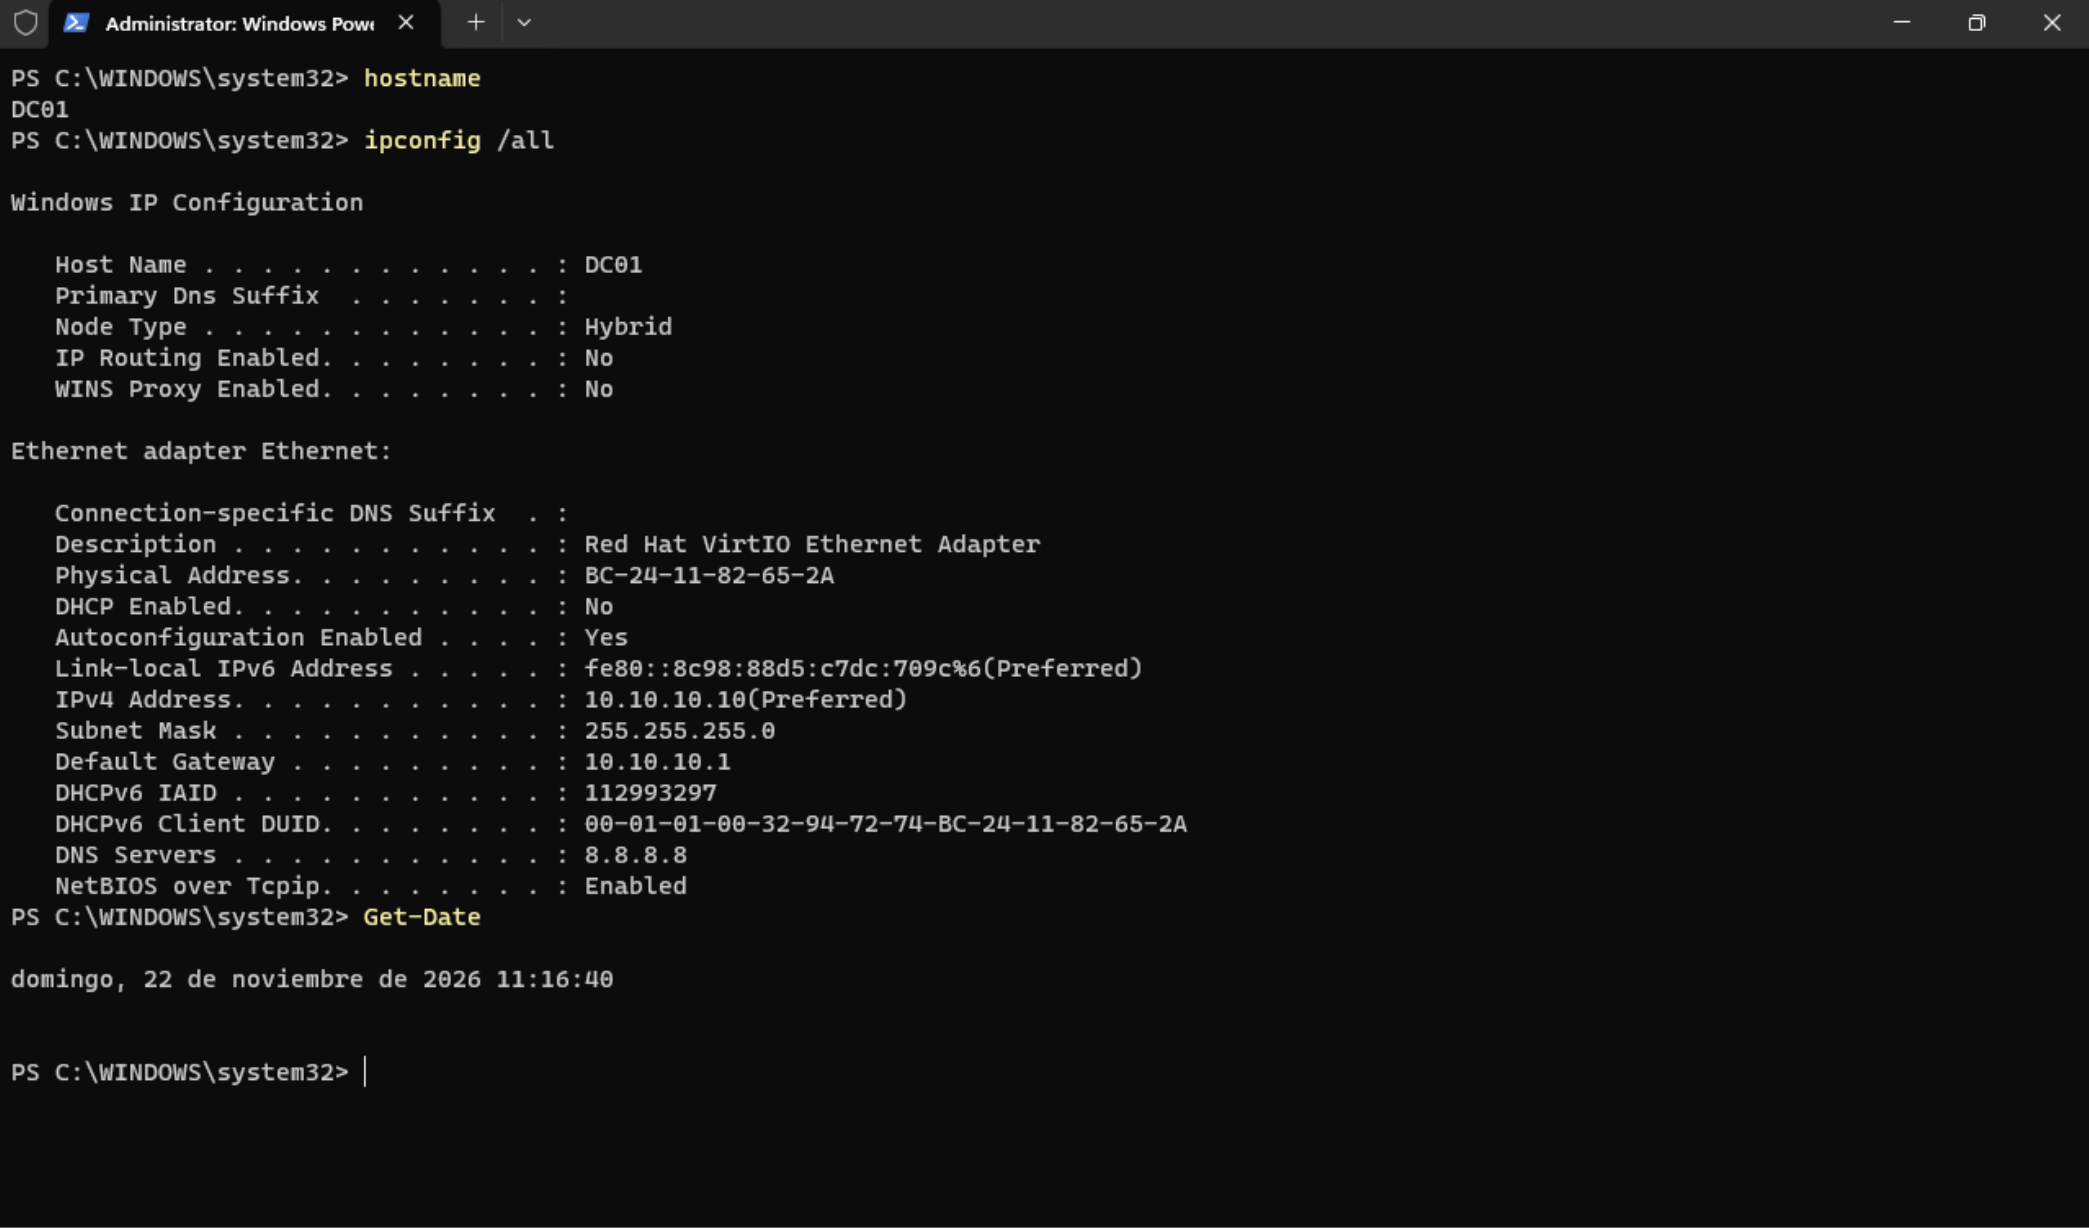 Administrator: Windows Powe
PS C:\WINDOWS\system32> hostname
DC01
PS C:\WINDOWS\system32> ipconfig /all
Windows IP Configuration
Host Name . . . . . . . . . . . . : DC01
Primary Dns Suffix  . . . . . . . :
Node Type . . . . . . . . . . . . : Hybrid
IP Routing Enabled. . . . . . . . : No
WINS Proxy Enabled. . . . . . . . : No
Ethernet adapter Ethernet:
Connection-specific DNS Suffix  . :
Description . . . . . . . . . . . : Red Hat VirtIO Ethernet Adapter
Physical Address. . . . . . . . . : BC-24-11-82-65-2A
DHCP Enabled. . . . . . . . . . . : No
Autoconfiguration Enabled . . . . : Yes
Link-local IPv6 Address . . . . . : fe80::8c98:88d5:c7dc:709c%6(Preferred)
IPv4 Address. . . . . . . . . . . : 10.10.10.10(Preferred)
Subnet Mask . . . . . . . . . . . : 255.255.255.0
Default Gateway . . . . . . . . . : 10.10.10.1
DHCPv6 IAID . . . . . . . . . . . : 112993297
DHCPv6 Client DUID. . . . . . . . : 00-01-01-00-32-94-72-74-BC-24-11-82-65-2A
DNS Servers . . . . . . . . . . . : 8.8.8.8
NetBIOS over Tcpip. . . . . . . . : Enabled
PS C:\WINDOWS\system32> Get-Date
domingo, 22 de noviembre de 2026 11:16:40
PS C:\WINDOWS\system32>